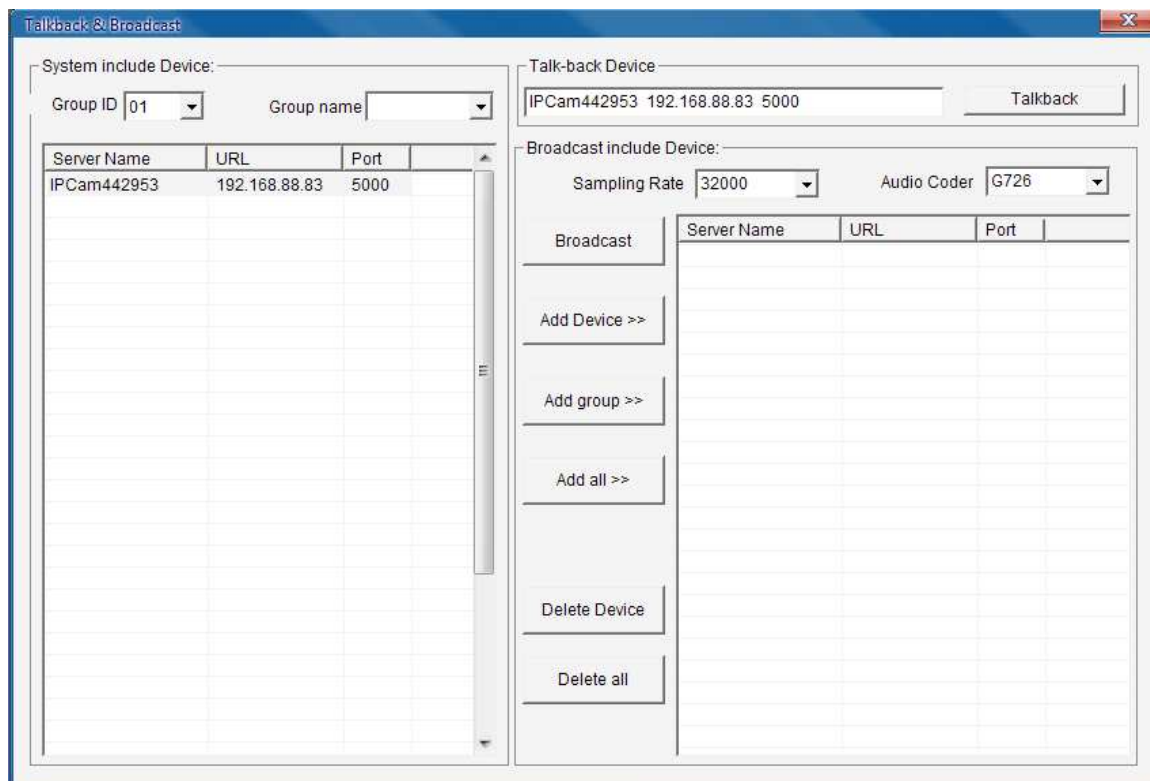 Talkback & Broadcast
System include Device:
Group ID 01 Group name
Server Name URL Port
IPCam442953 192.168.88.83 5000
Talk-back Device
IPCam442953 192.168.88.83 5000 Talkback
Broadcast include Device:
Sampling Rate 32000 Audio Coder G726
Broadcast
Server Name URL Port
Add Device >>
Add group >>
Add all >>
Delete Device
Delete all